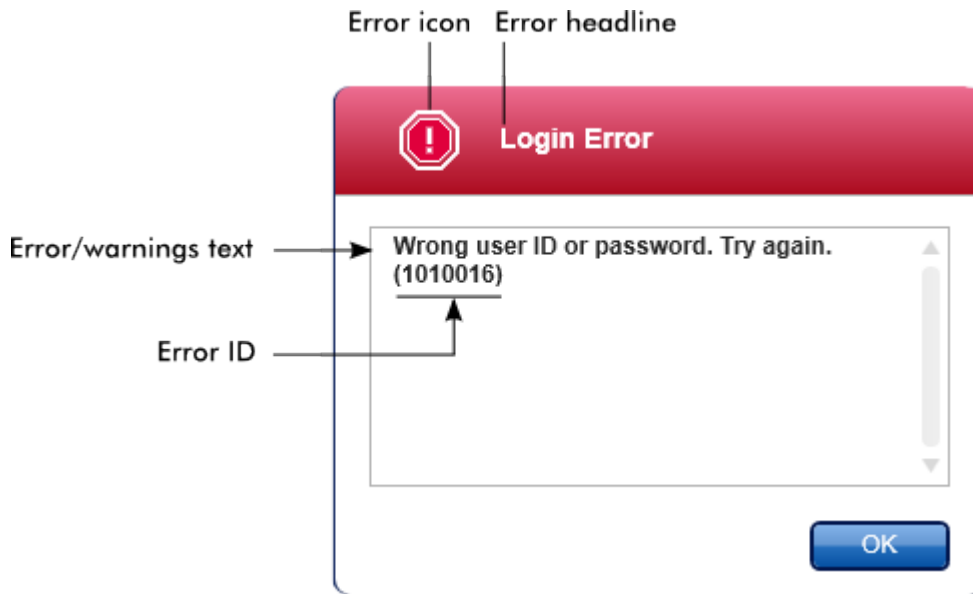 Error icon Error headline
Login Error
Error/warnings text
Wrong user ID or password. Try again.
(1010016)
Error ID
OK